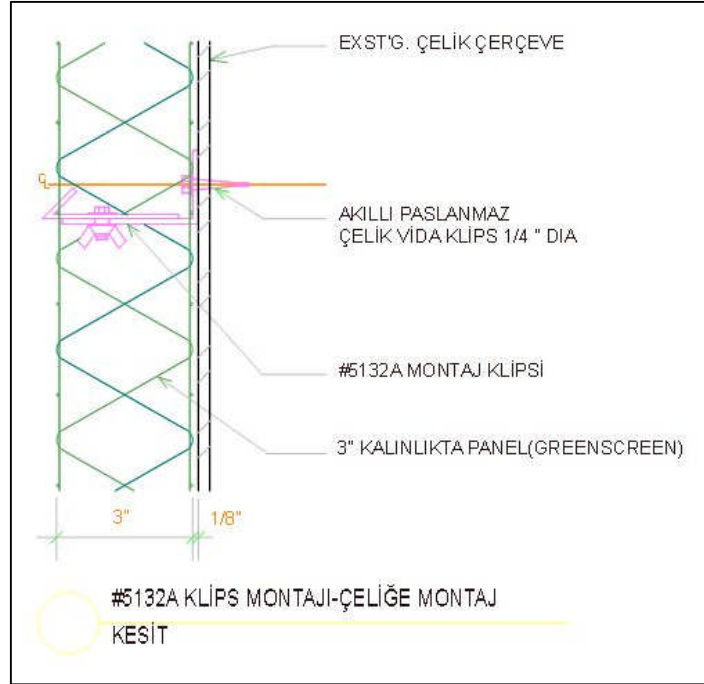 EXST'G. ÇELİK ÇERÇEVE
℄
AKILLI PASLANMAZ
ÇELİK VİDA KLİPS 1/4 " DIA
#5132A MONTAJ KLİPSİ
3" KALINLIKTA PANEL(GREENSCREEN)
3" 1/8"
#5132A KLİPS MONTAJI-ÇELİĞE MONTAJ
KESİT